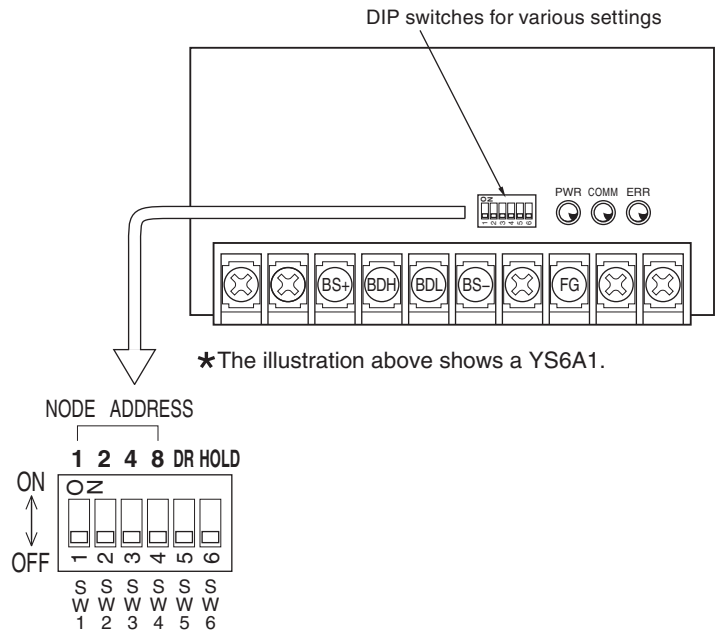 DIP switches for various settings
ON
1 2 3 4 5 6
PWR COMM ERR
BS+ BDH BDL BS− FG
★The illustration above shows a YS6A1.
NODE ADDRESS
1 2 4 8 DR HOLD
ON
ON
OFF
1 2 3 4 5 6
SW1 SW2 SW3 SW4 SW5 SW6